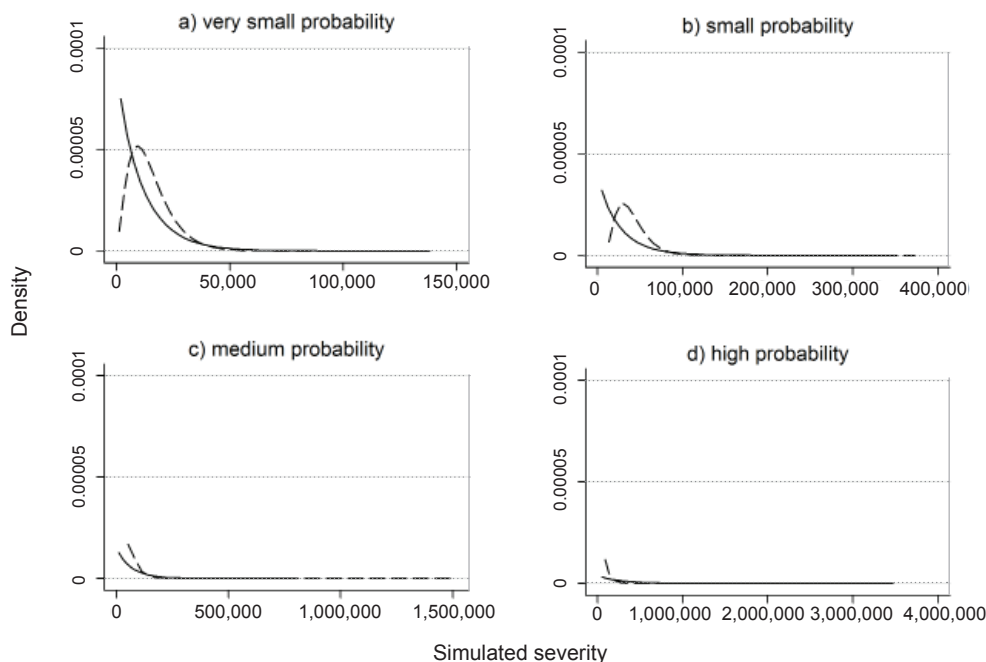 a) very small probability
0.0001
0.00005
0
0 50,000 100,000 150,000
b) small probability
0.0001
0.00005
0
0 100,000 200,000 300,000 400,000
Density
c) medium probability
0.0001
0.00005
0
0 500,000 1,000,000 1,500,000
d) high probability
0.0001
0.00005
0
0 1,000,000 2,000,000 3,000,000 4,000,000
Simulated severity